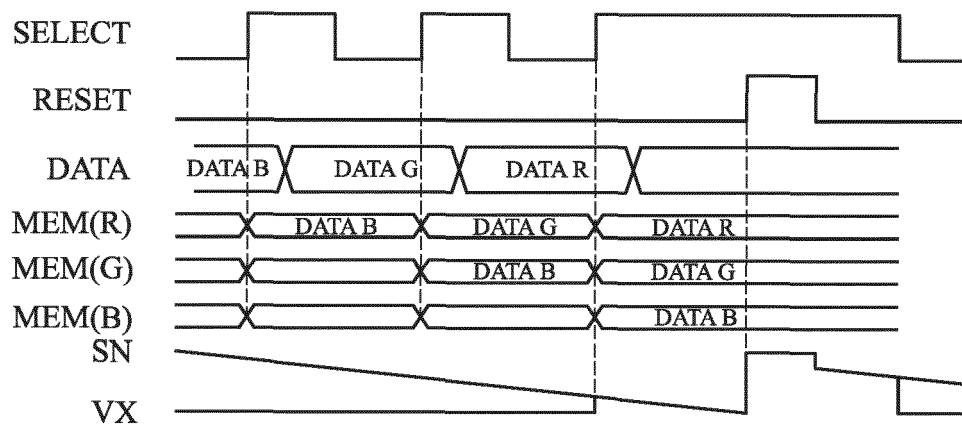 SELECT
RESET
DATA DATA B DATA G DATA R
MEM(R) DATA B DATA G DATA R
MEM(G) DATA B DATA G
MEM(B) DATA B
SN
VX